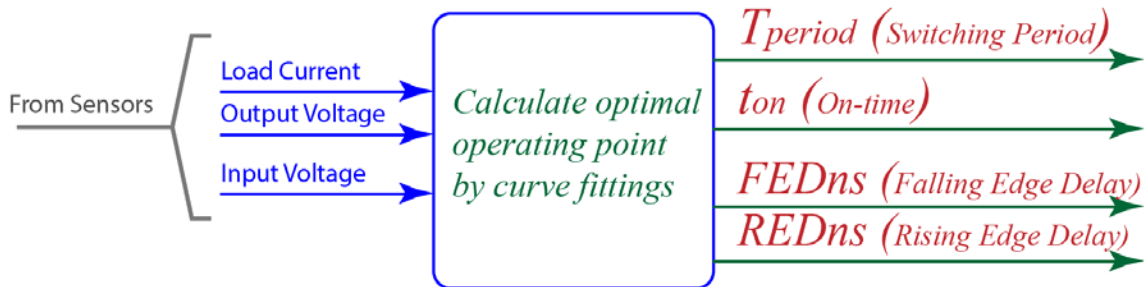 From Sensors
Load Current
Output Voltage
Input Voltage
Calculate optimal
operating point
by curve fittings
Tperiod (Switching Period)
ton (On-time)
FEDns (Falling Edge Delay)
REDns (Rising Edge Delay)